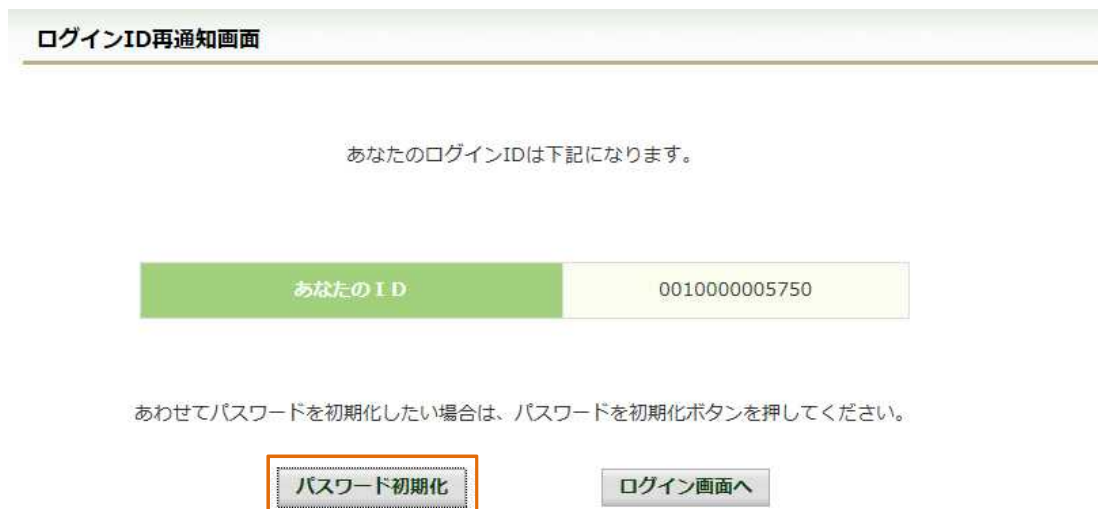 ログインID再通知画面
あなたのログインIDは下記になります。
あなたのＩＤ 0010000005750
あわせてパスワードを初期化したい場合は、パスワードを初期化ボタンを押してください。
パスワード初期化 ログイン画面へ